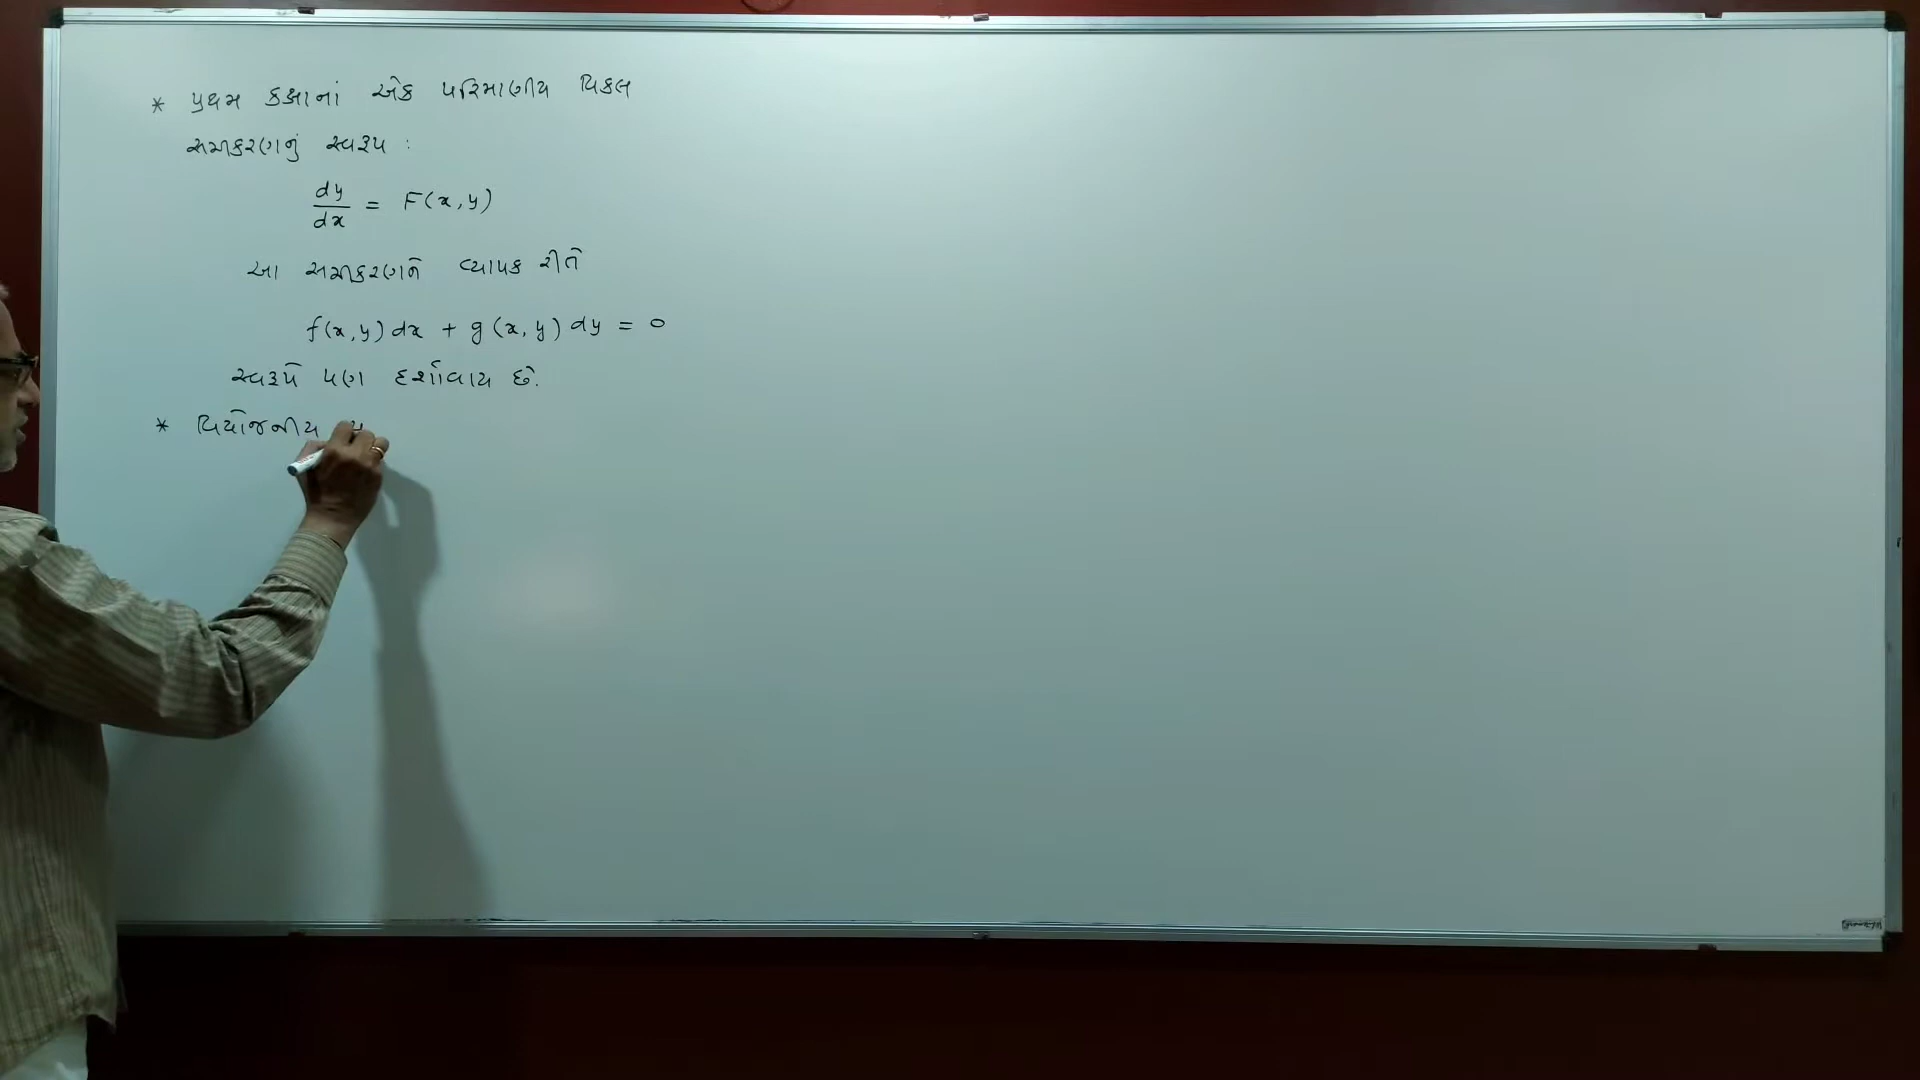 * પ્રથમ કક્ષાનાં એક પરિમાણીય વિકલ
સમીકરણનું સ્વરૂપ :
dy/dx = F(x, y)
આ સમીકરણને વ્યાપક રીતે
f(x, y) dx + g(x, y) dy = 0
સ્વરૂપે પણ દર્શાવાય છે.
* વિયોજનીય